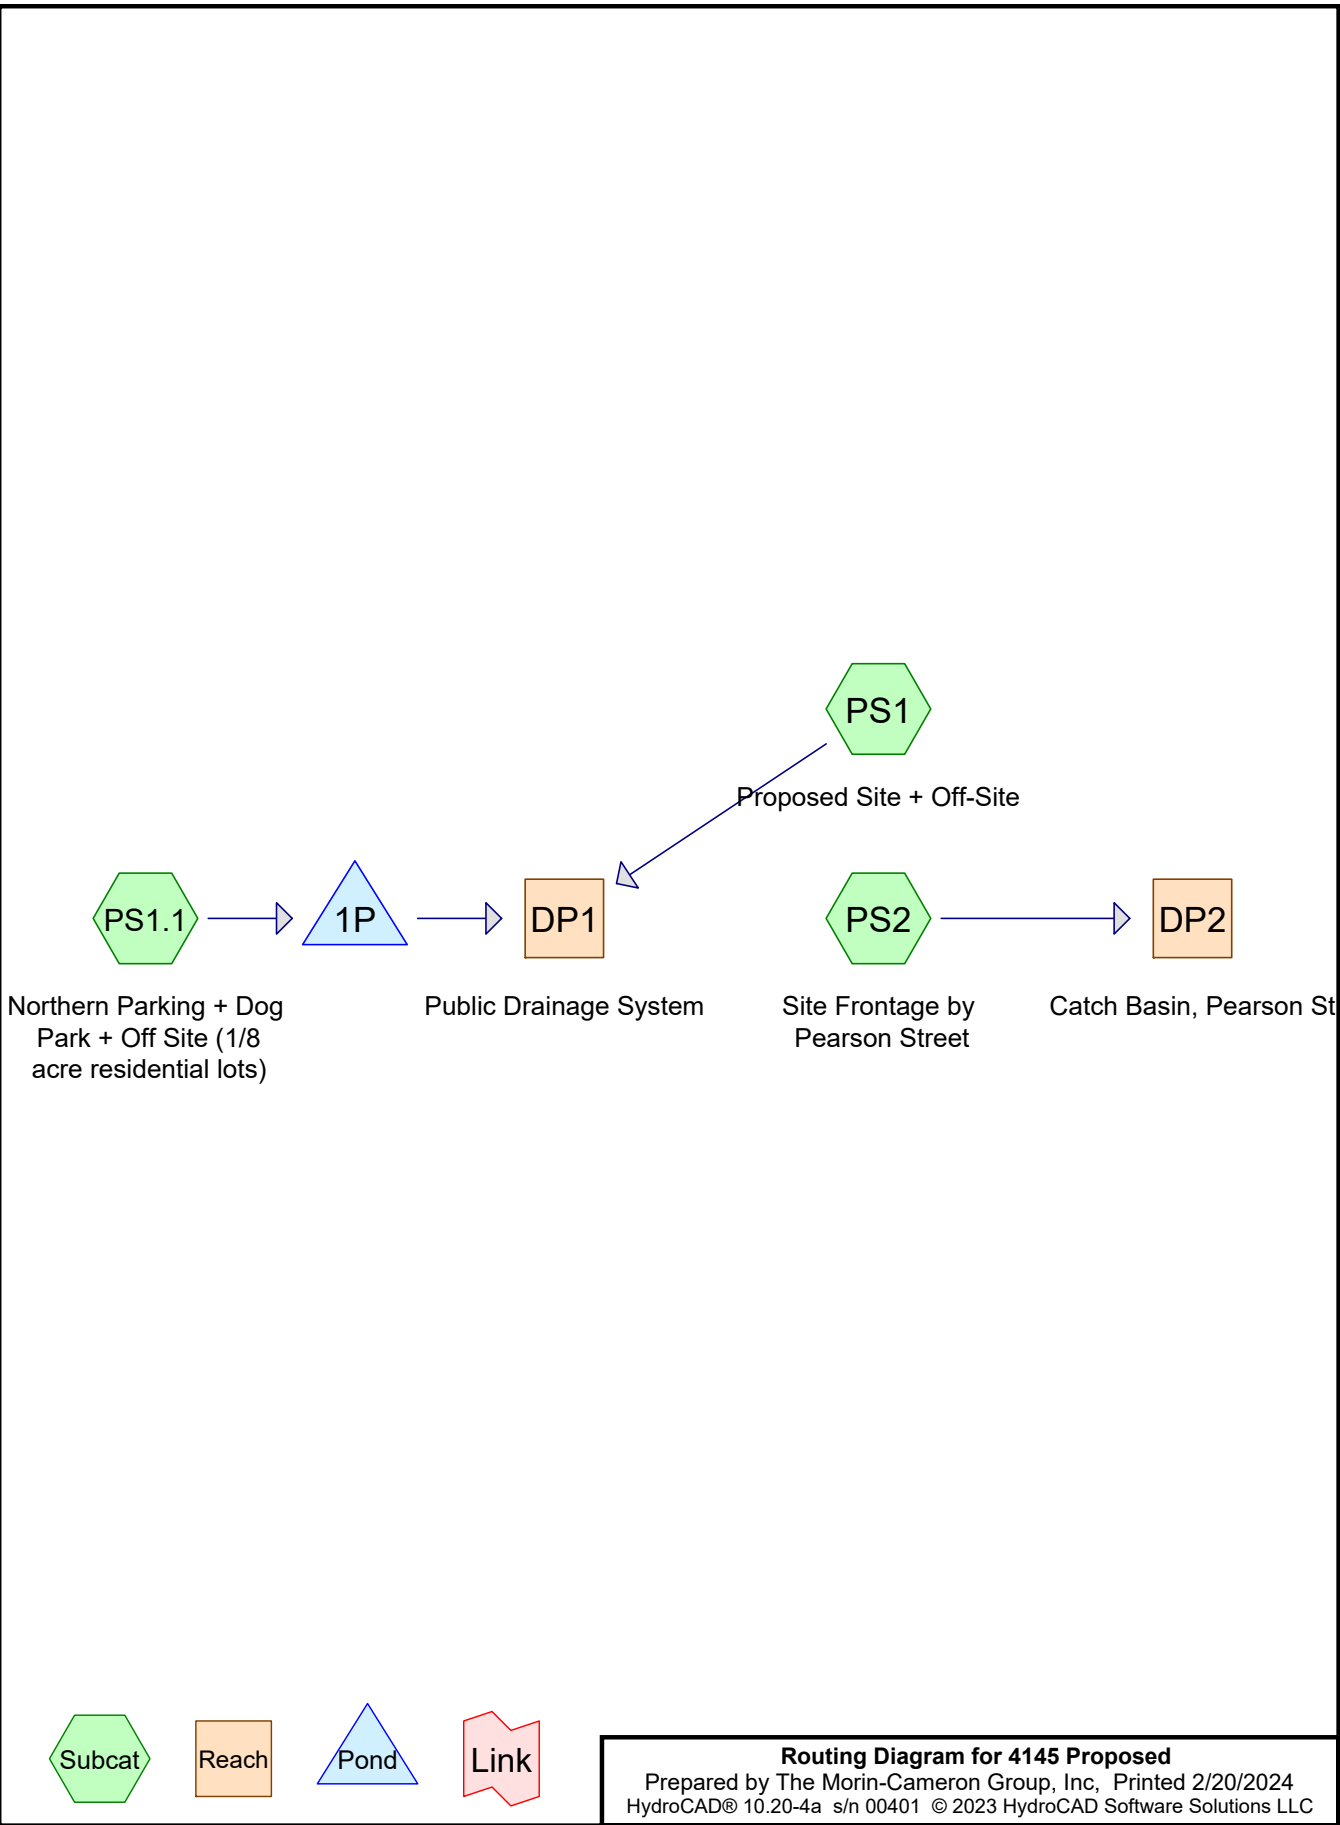 PS1
Proposed Site + Off-Site
PS1.1
1P
DP1
PS2
DP2
Northern Parking + Dog
Park + Off Site (1/8
acre residential lots)
Public Drainage System
Site Frontage by
Pearson Street
Catch Basin, Pearson St
Subcat
Reach
Pond
Link
Routing Diagram for 4145 Proposed
Prepared by The Morin-Cameron Group, Inc, Printed 2/20/2024
HydroCAD® 10.20-4a s/n 00401 © 2023 HydroCAD Software Solutions LLC